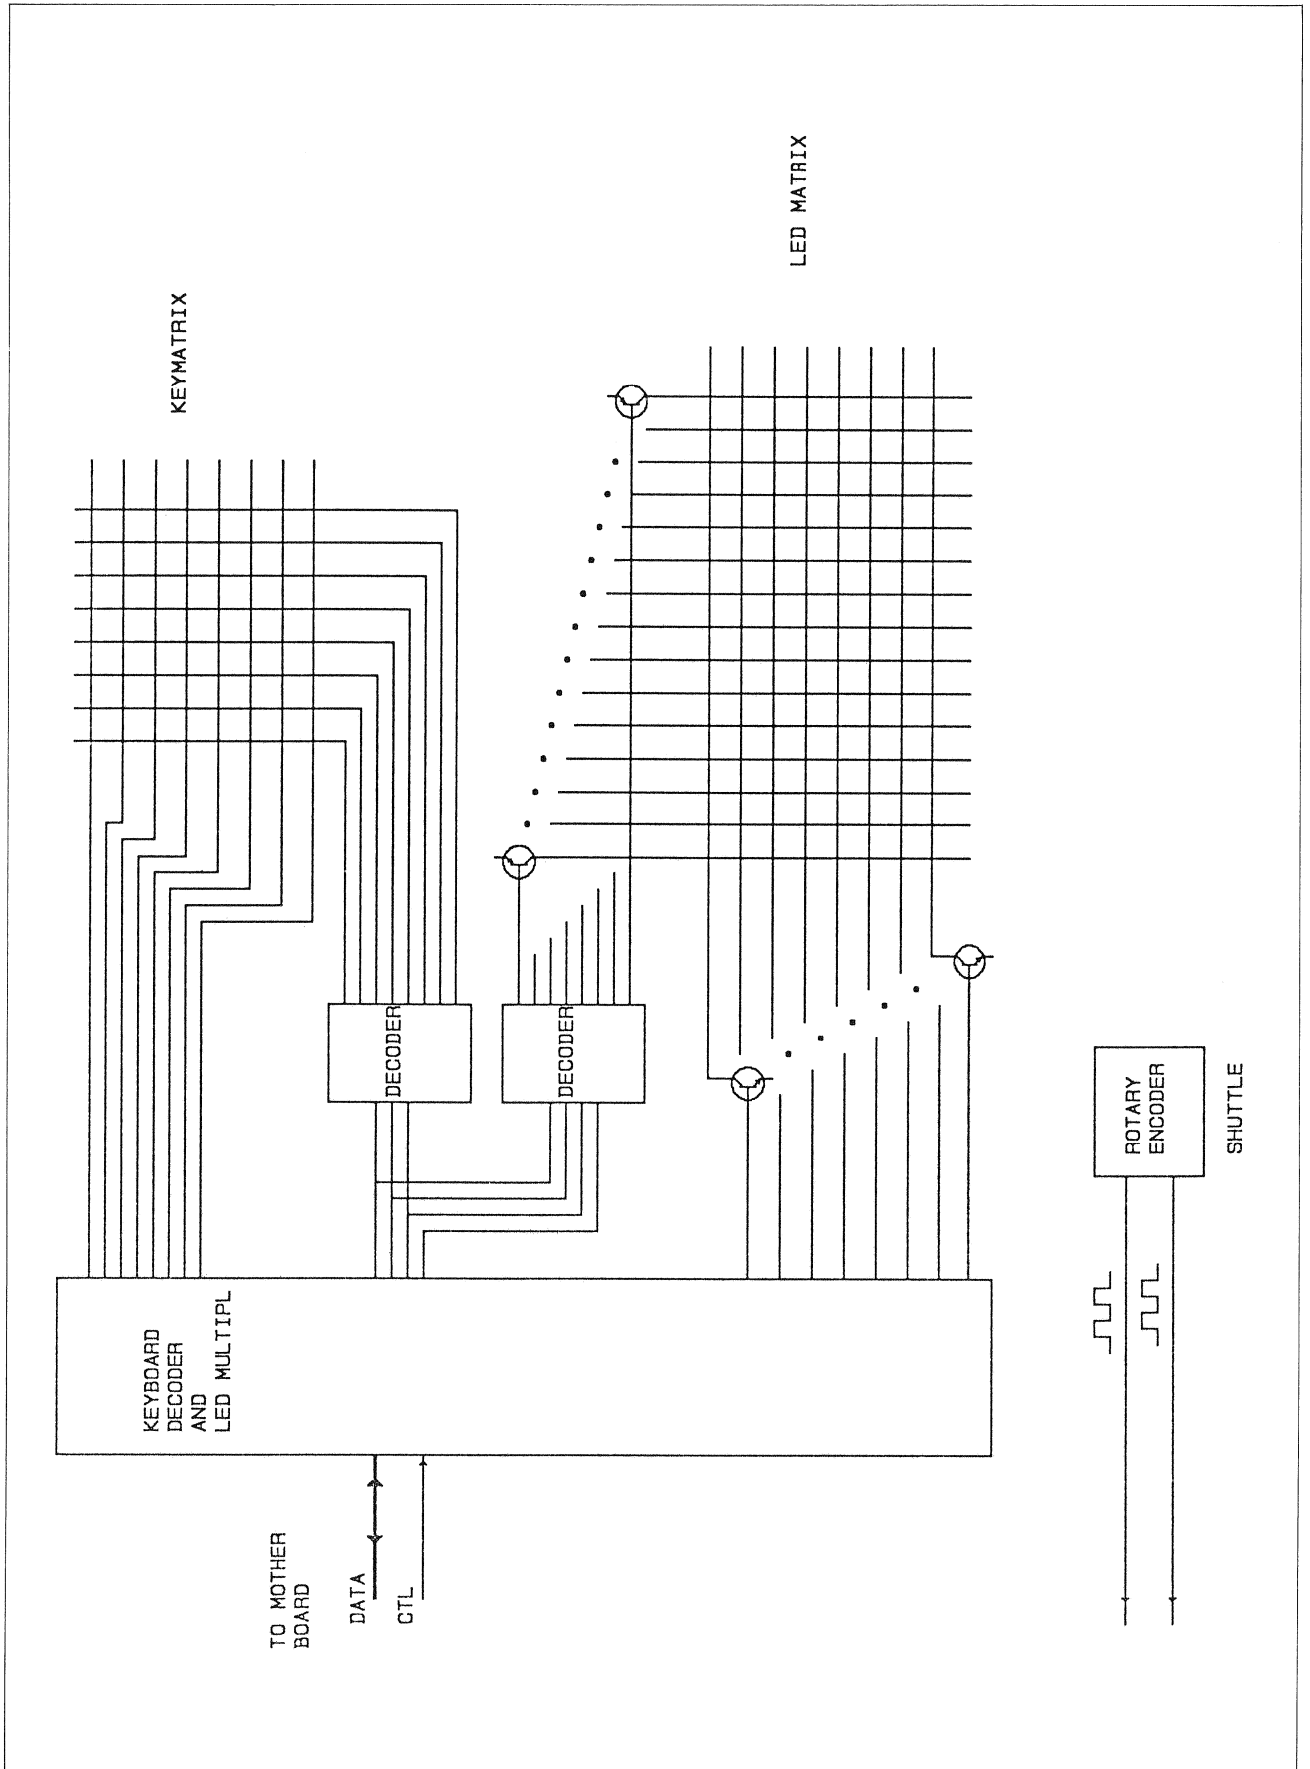 KEYMATRIX
LED MATRIX
DECODER
DECODER
KEYBOARD
DECODER
AND
LED MULTIPL
TO MOTHER
BOARD
DATA
CTL
ROTARY
ENCODER
SHUTTLE